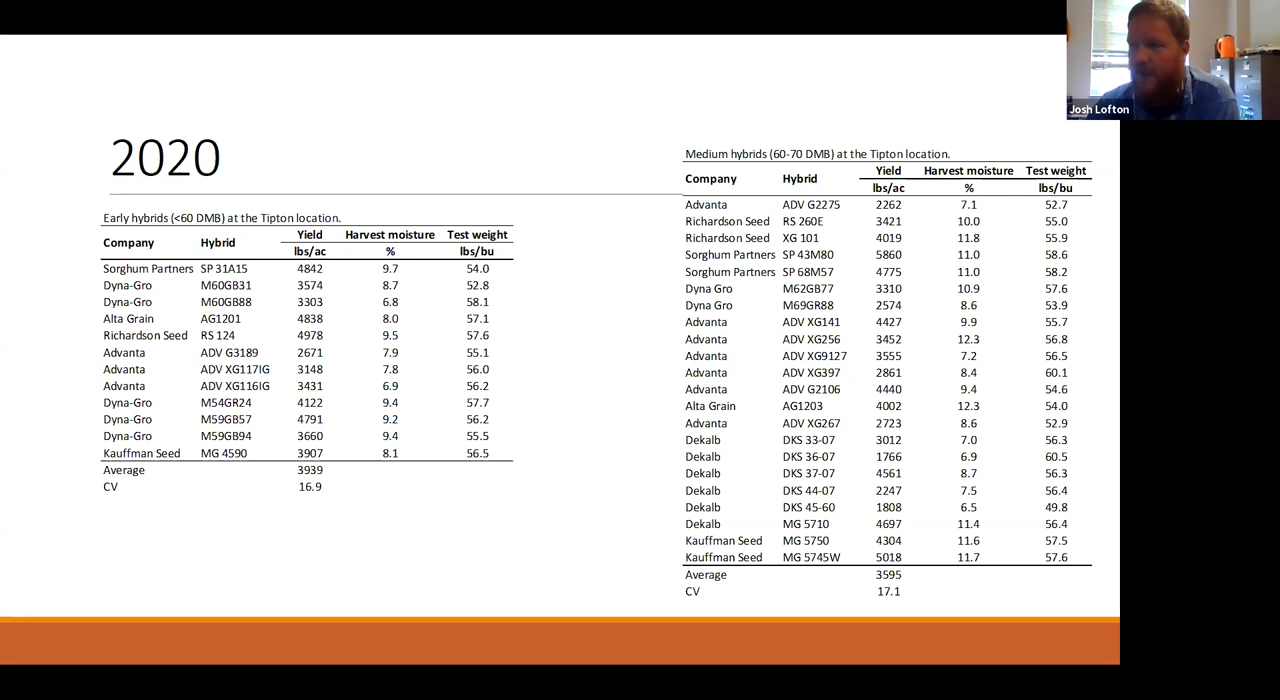 Josh Lofton
2020
Early hybrids (<60 DMB) at the Tipton location.
Company Hybrid Yield Harvest moisture Test weight
lbs/ac % lbs/bu
Sorghum Partners SP 31A15 4842 9.7 54.0
Dyna-Gro M60GB31 3574 8.7 52.8
Dyna-Gro M60GB88 3303 6.8 58.1
Alta Grain AG1201 4838 8.0 57.1
Richardson Seed RS 124 4978 9.5 57.6
Advanta ADV G3189 2671 7.9 55.1
Advanta ADV XG117IG 3148 7.8 56.0
Advanta ADV XG116IG 3431 6.9 56.2
Dyna-Gro M54GR24 4122 9.4 57.7
Dyna-Gro M59GB57 4791 9.2 56.2
Dyna-Gro M59GB94 3660 9.4 55.5
Kauffman Seed MG 4590 3907 8.1 56.5
Average 3939
CV 16.9
Medium hybrids (60-70 DMB) at the Tipton location.
Company Hybrid Yield Harvest moisture Test weight
lbs/ac % lbs/bu
Advanta ADV G2275 2262 7.1 52.7
Richardson Seed RS 260E 3421 10.0 55.0
Richardson Seed XG 101 4019 11.8 55.9
Sorghum Partners SP 43M80 5860 11.0 58.6
Sorghum Partners SP 68M57 4775 11.0 58.2
Dyna Gro M62GB77 3310 10.9 57.6
Dyna Gro M69GR88 2574 8.6 53.9
Advanta ADV XG141 4427 9.9 55.7
Advanta ADV XG256 3452 12.3 56.8
Advanta ADV XG9127 3555 7.2 56.5
Advanta ADV XG397 2861 8.4 60.1
Advanta ADV G2106 4440 9.4 54.6
Alta Grain AG1203 4002 12.3 54.0
Advanta ADV XG267 2723 8.6 52.9
Dekalb DKS 33-07 3012 7.0 56.3
Dekalb DKS 36-07 1766 6.9 60.5
Dekalb DKS 37-07 4561 8.7 56.3
Dekalb DKS 44-07 2247 7.5 56.4
Dekalb DKS 45-60 1808 6.5 49.8
Dekalb MG 5710 4697 11.4 56.4
Kauffman Seed MG 5750 4304 11.6 57.5
Kauffman Seed MG 5745W 5018 11.7 57.6
Average 3595
CV 17.1